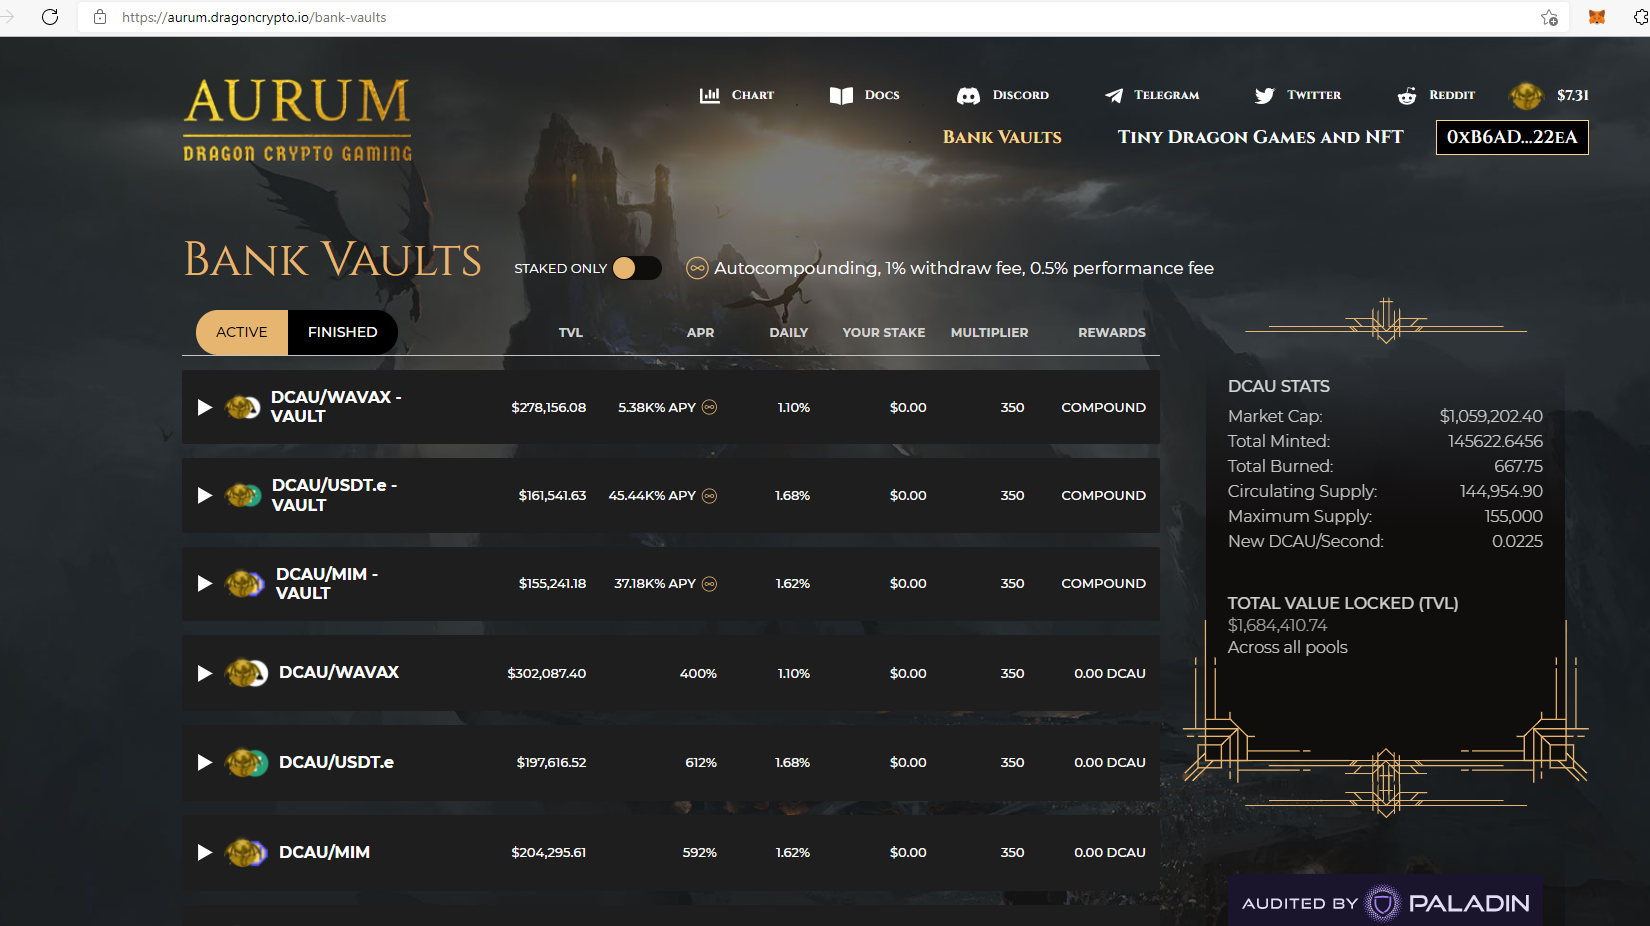 https://aurum.dragoncrypto.io/bank-vaults
AURUM
DRAGON CRYPTO GAMING
Chart
Docs
Discord
Telegram
Twitter
Reddit
$7.31
Bank Vaults
Tiny Dragon Games and NFT
0xB6AD...22EA
Bank Vaults
STAKED ONLY
Autocompounding, 1% withdraw fee, 0.5% performance fee
ACTIVE
FINISHED
TVL
APR
DAILY
YOUR STAKE
MULTIPLIER
REWARDS
DCAU/WAVAX -
VAULT
$278,156.08
5.38K% APY
1.10%
$0.00
350
COMPOUND
DCAU/USDT.e -
VAULT
$161,541.63
45.44K% APY
1.68%
$0.00
350
COMPOUND
DCAU/MIM -
VAULT
$155,241.18
37.18K% APY
1.62%
$0.00
350
COMPOUND
DCAU/WAVAX
$302,087.40
400%
1.10%
$0.00
350
0.00 DCAU
DCAU/USDT.e
$197,616.52
612%
1.68%
$0.00
350
0.00 DCAU
DCAU/MIM
$204,295.61
592%
1.62%
$0.00
350
0.00 DCAU
DCAU STATS
Market Cap: $1,059,202.40
Total Minted: 145622.6456
Total Burned: 667.75
Circulating Supply: 144,954.90
Maximum Supply: 155,000
New DCAU/Second: 0.0225
TOTAL VALUE LOCKED (TVL)
$1,684,410.74
Across all pools
AUDITED BY PALADIN